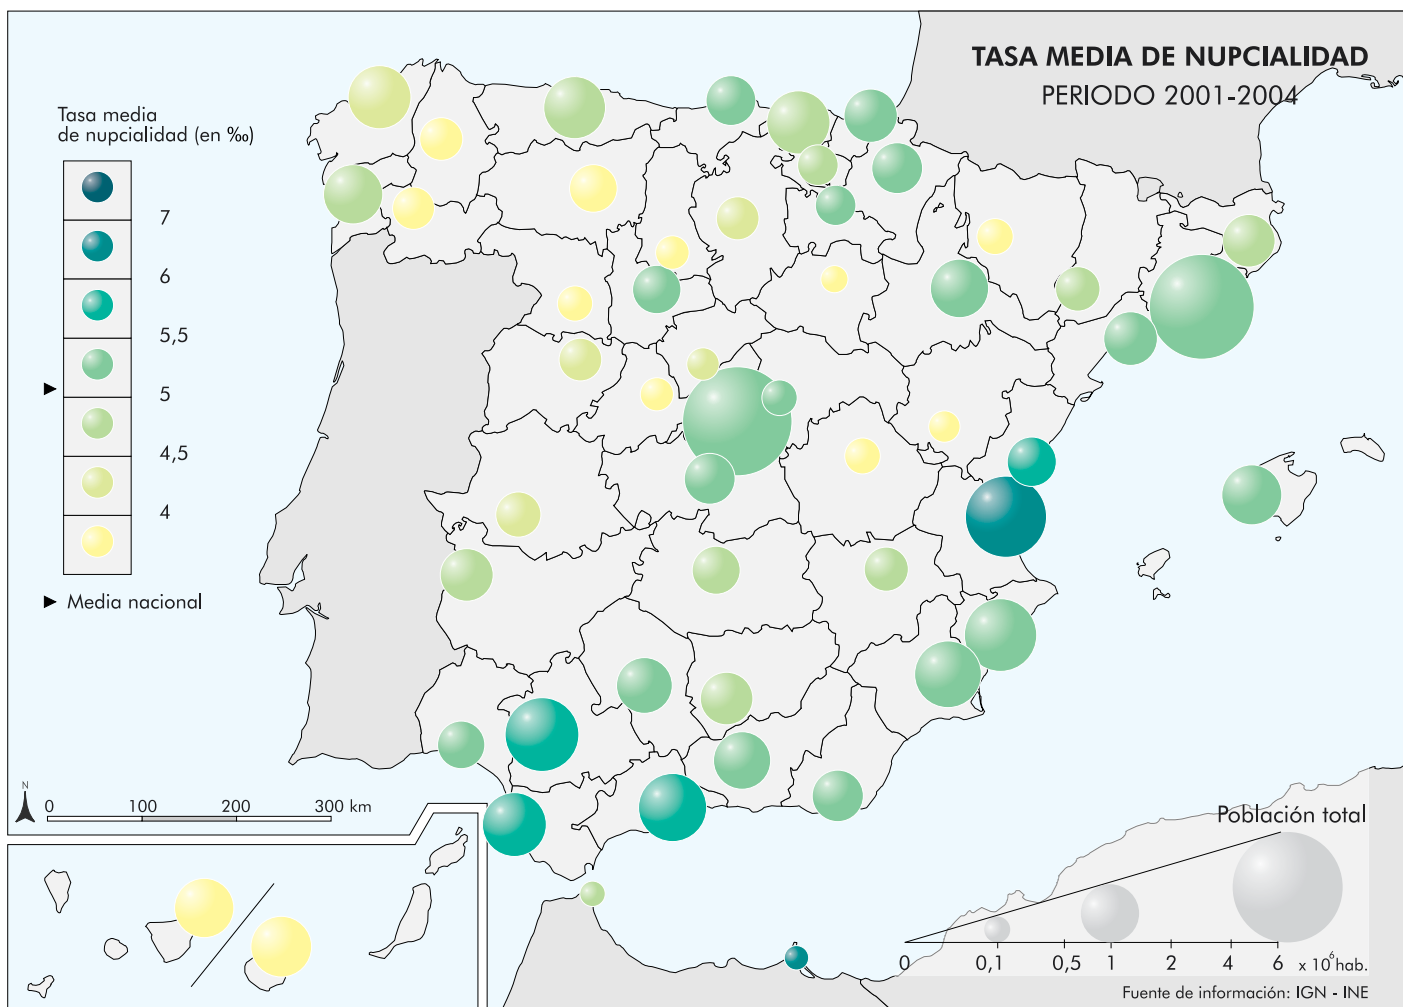 TASA MEDIA DE NUPCIALIDAD
PERIODO 2001-2004
Tasa media
de nupcialidad (en ‰)
7
6
5,5
5
4,5
4
► Media nacional
N
0 100 200 300 km
Población total
0 0,1 0,5 1 2 4 6 x 10⁶ hab.
Fuente de información: IGN - INE